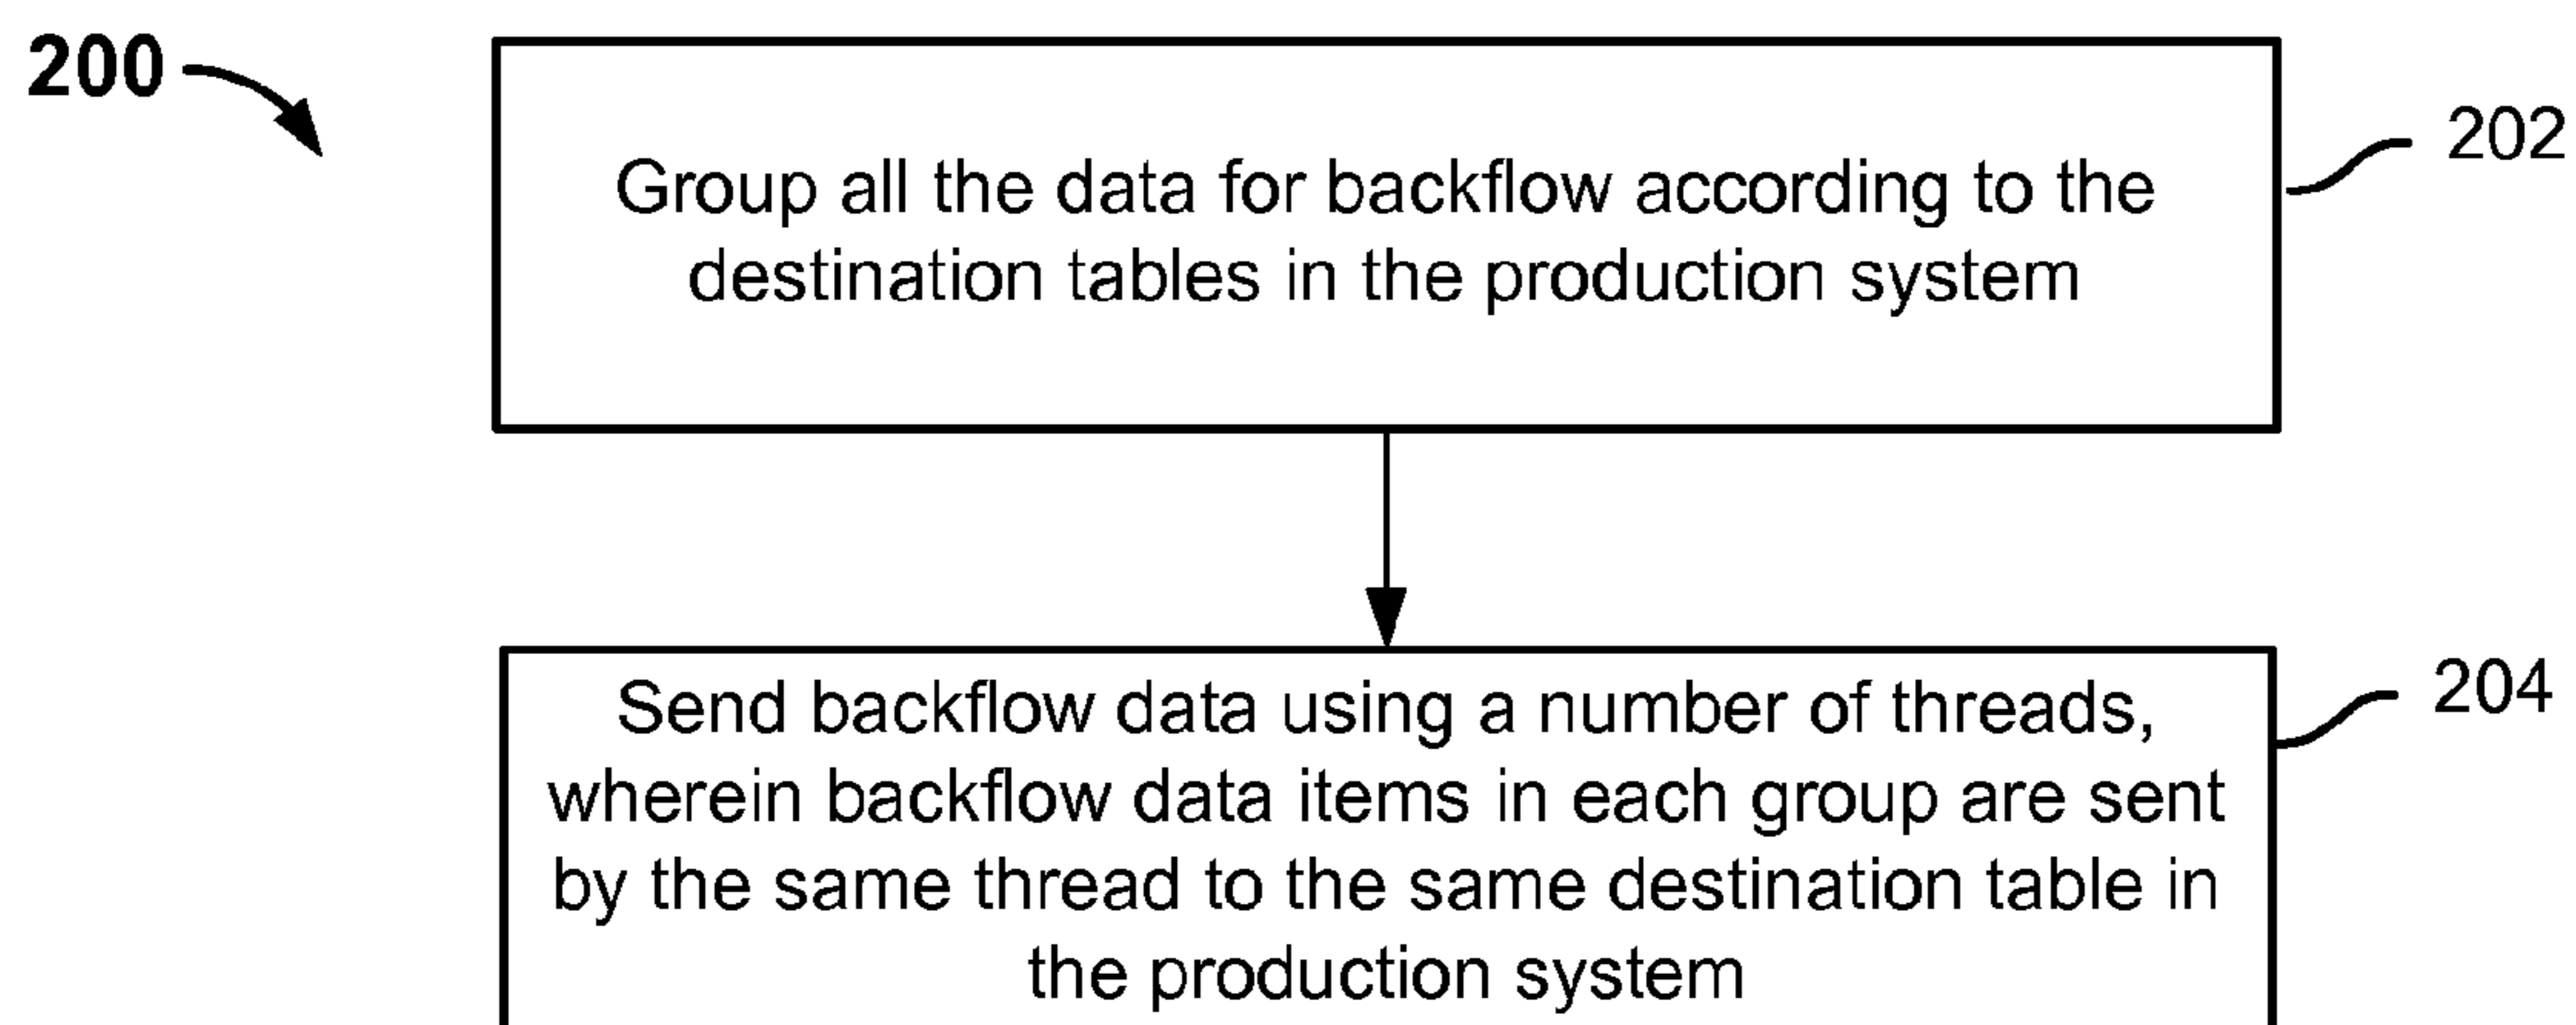 200
202
Group all the data for backflow according to the
destination tables in the production system
204
Send backflow data using a number of threads,
wherein backflow data items in each group are sent
by the same thread to the same destination table in
the production system